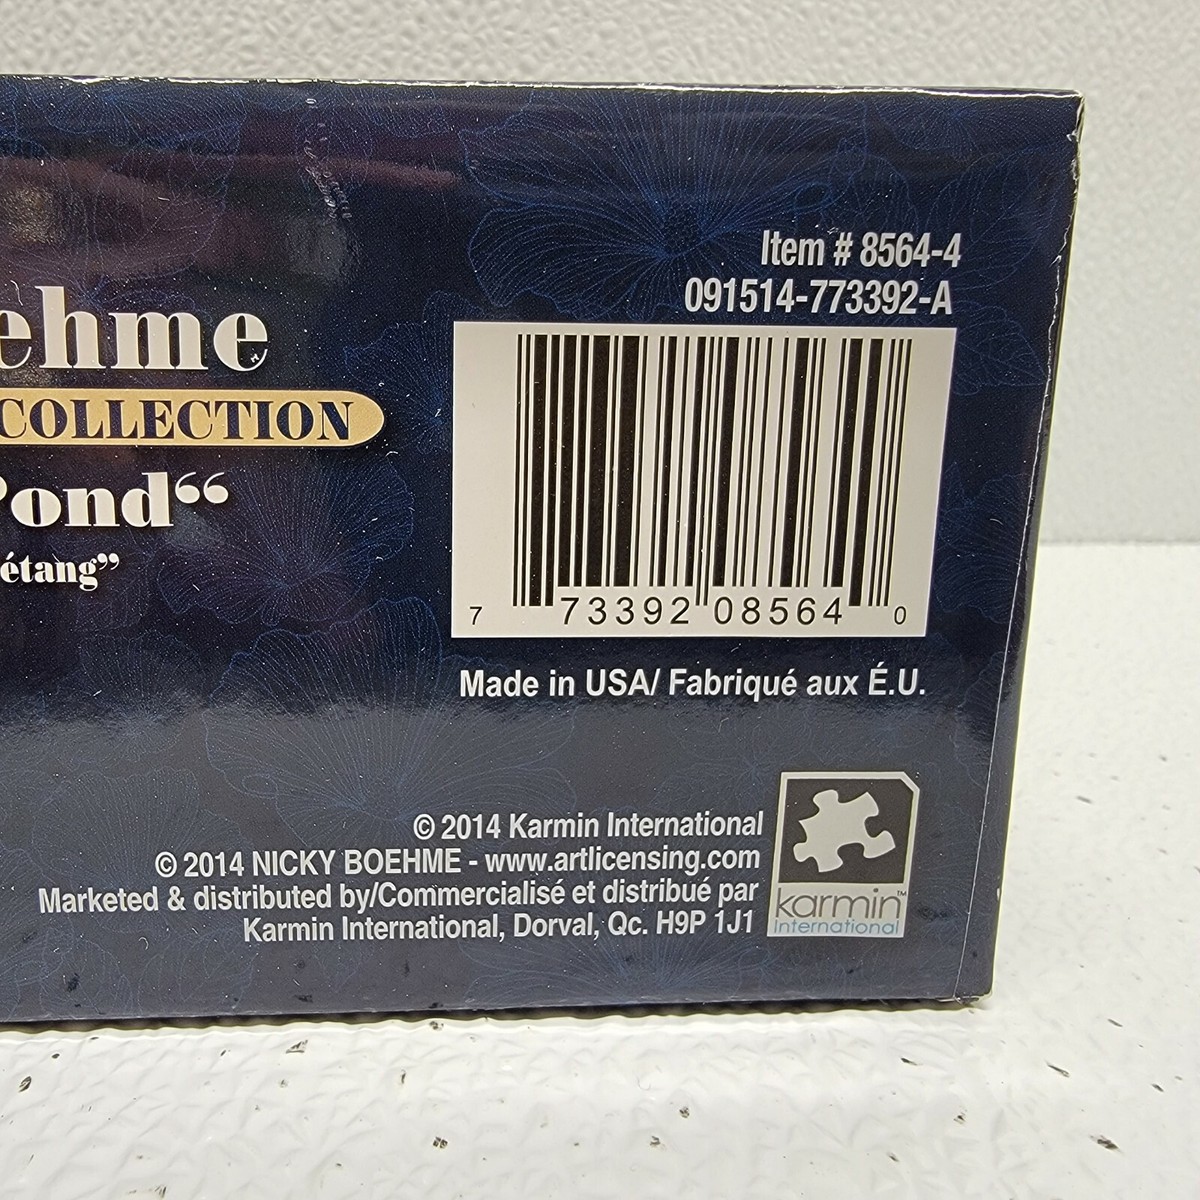 Item # 8564-4
091514-773392-A
ehme
COLLECTION
Pond“
étang”
7 73392 08564 0
Made in USA/ Fabriqué aux É.U.
© 2014 Karmin International
© 2014 NICKY BOEHME - www.artlicensing.com
Marketed & distributed by/Commercialisé et distribué par
Karmin International, Dorval, Qc. H9P 1J1
karmin™
International